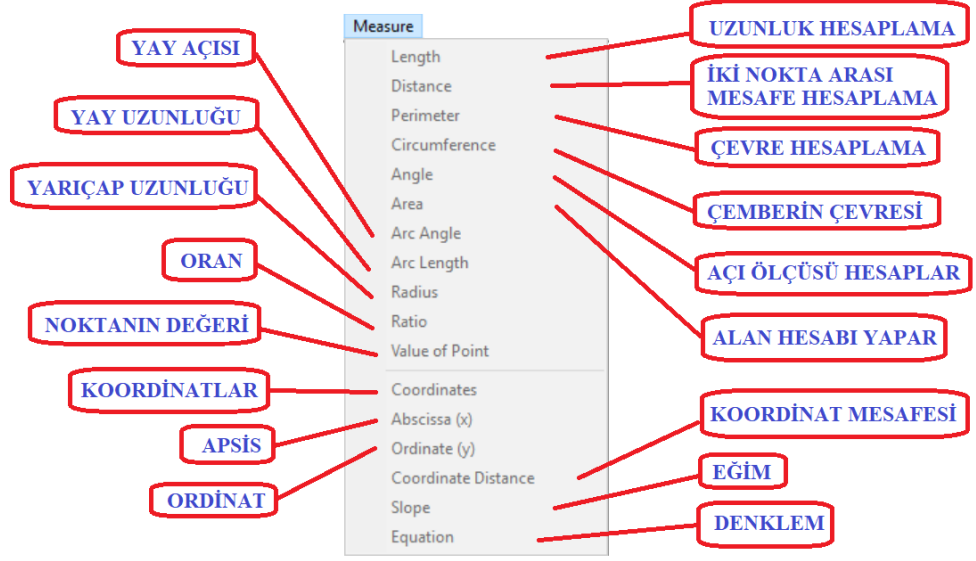 Measure
Length
Distance
Perimeter
Circumference
Angle
Area
Arc Angle
Arc Length
Radius
Ratio
Value of Point
Coordinates
Abscissa (x)
Ordinate (y)
Coordinate Distance
Slope
Equation
YAY AÇISI
YAY UZUNLUĞU
YARIÇAP UZUNLUĞU
ORAN
NOKTANIN DEĞERİ
KOORDİNATLAR
APSİS
ORDİNAT
UZUNLUK HESAPLAMA
İKİ NOKTA ARASI
MESAFE HESAPLAMA
ÇEVRE HESAPLAMA
ÇEMBERİN ÇEVRESİ
AÇI ÖLÇÜSÜ HESAPLAR
ALAN HESABI YAPAR
KOORDİNAT MESAFESİ
EĞİM
DENKLEM